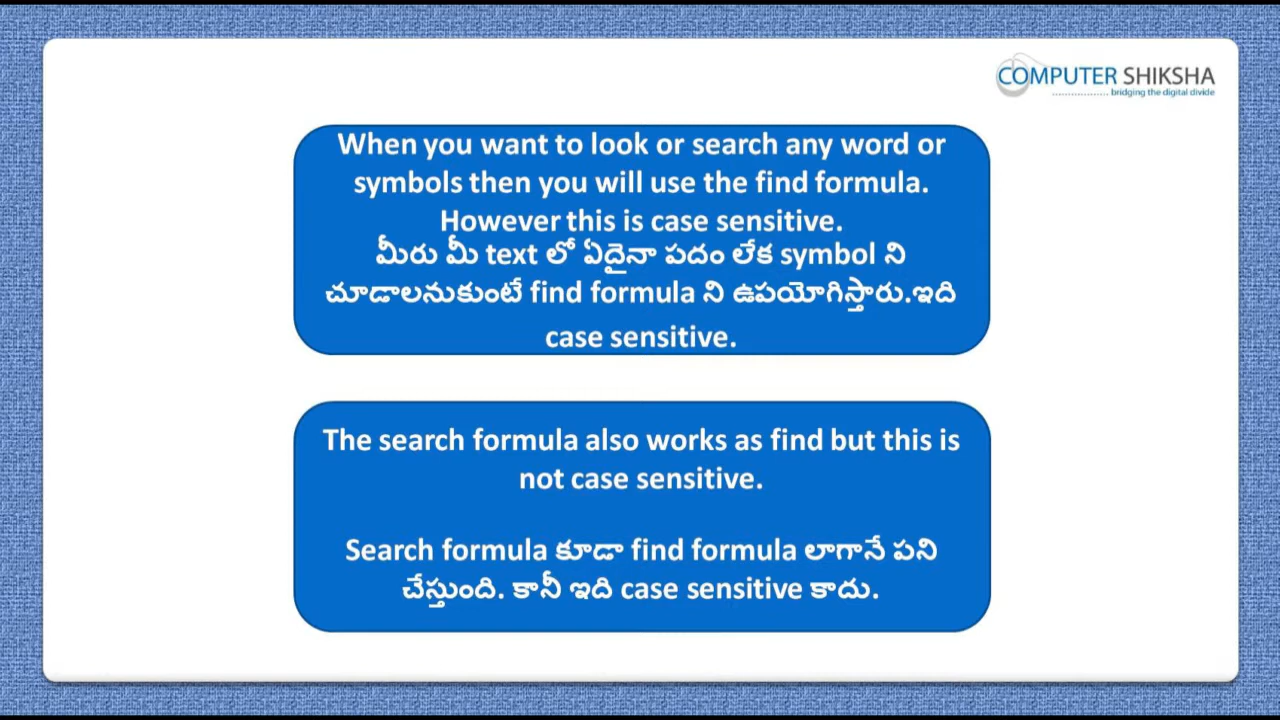 COMPUTER SHIKSHA
bridging the digital divide
When you want to look or search any word or
symbols then you will use the find formula.
However this is case sensitive.
మీరు మీ text లో ఏదైనా పదం లేక symbol ని
చూడాలనుకుంటే find formula ని ఉపయోగిస్తారు.ఇది
case sensitive.
The search formula also works as find but this is
not case sensitive.
Search formula కూడా find formula లాగానే పని
చేస్తుంది. కానీ ఇది case sensitive కాదు.